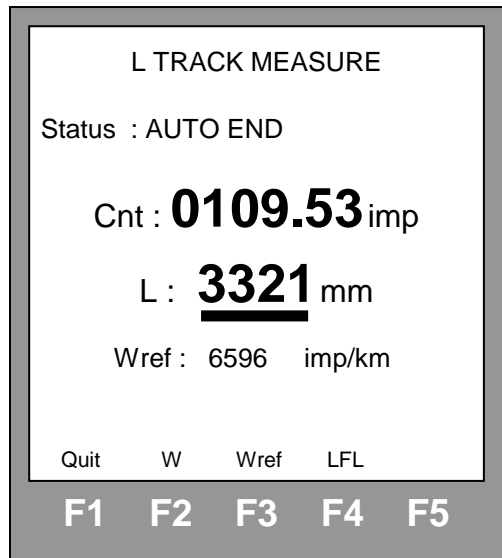 L TRACK MEASURE
Status : AUTO END
Cnt : 0109.53 imp
L : 3321 mm
Wref : 6596 imp/km
Quit W Wref LFL
F1 F2 F3 F4 F5